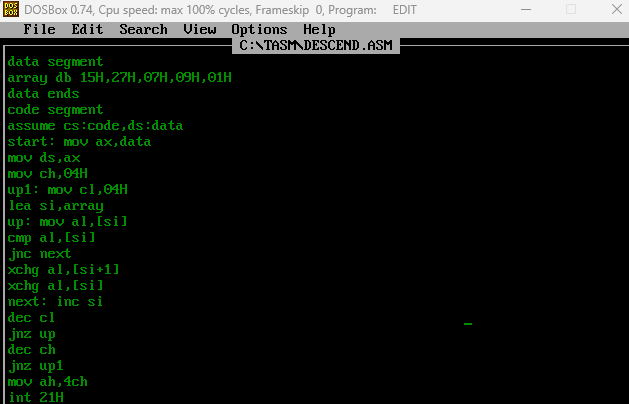 DOS BOX DOSBox 0.74, Cpu speed: max 100% cycles, Frameskip 0, Program: EDIT
File Edit Search View Options Help
C:\TASM\DESCEND.ASM
data segment
array db 15H,27H,07H,09H,01H
data ends
code segment
assume cs:code,ds:data
start: mov ax,data
mov ds,ax
mov ch,04H
up1: mov cl,04H
lea si,array
up: mov al,[si]
cmp al,[si]
jnc next
xchg al,[si+1]
xchg al,[si]
next: inc si
dec cl
jnz up
dec ch
jnz up1
mov ah,4ch
int 21H